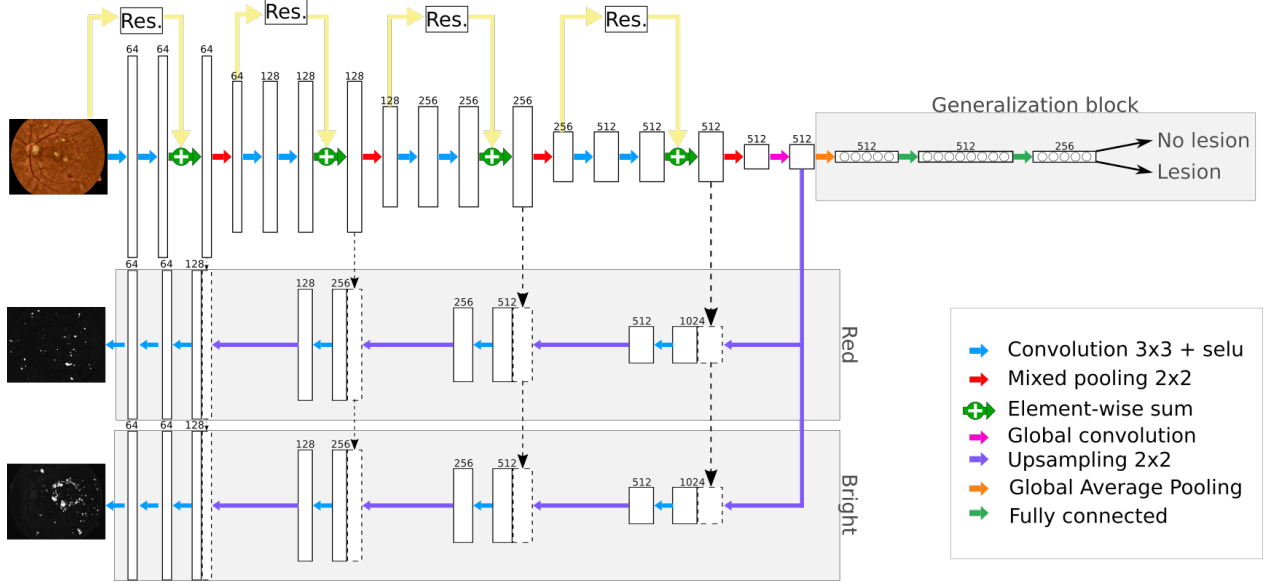 Res.
Res.
Res.
Res.
64 64 64
64 128 128 128
128 256 256 256
256 512 512 512
512 512
Generalization block
512 512 256
No lesion
Lesion
64 64 128
128 256
256 512
512 1024
Red
64 64 128
128 256
256 512
512 1024
Bright
Convolution 3x3 + selu
Mixed pooling 2x2
Element-wise sum
Global convolution
Upsampling 2x2
Global Average Pooling
Fully connected